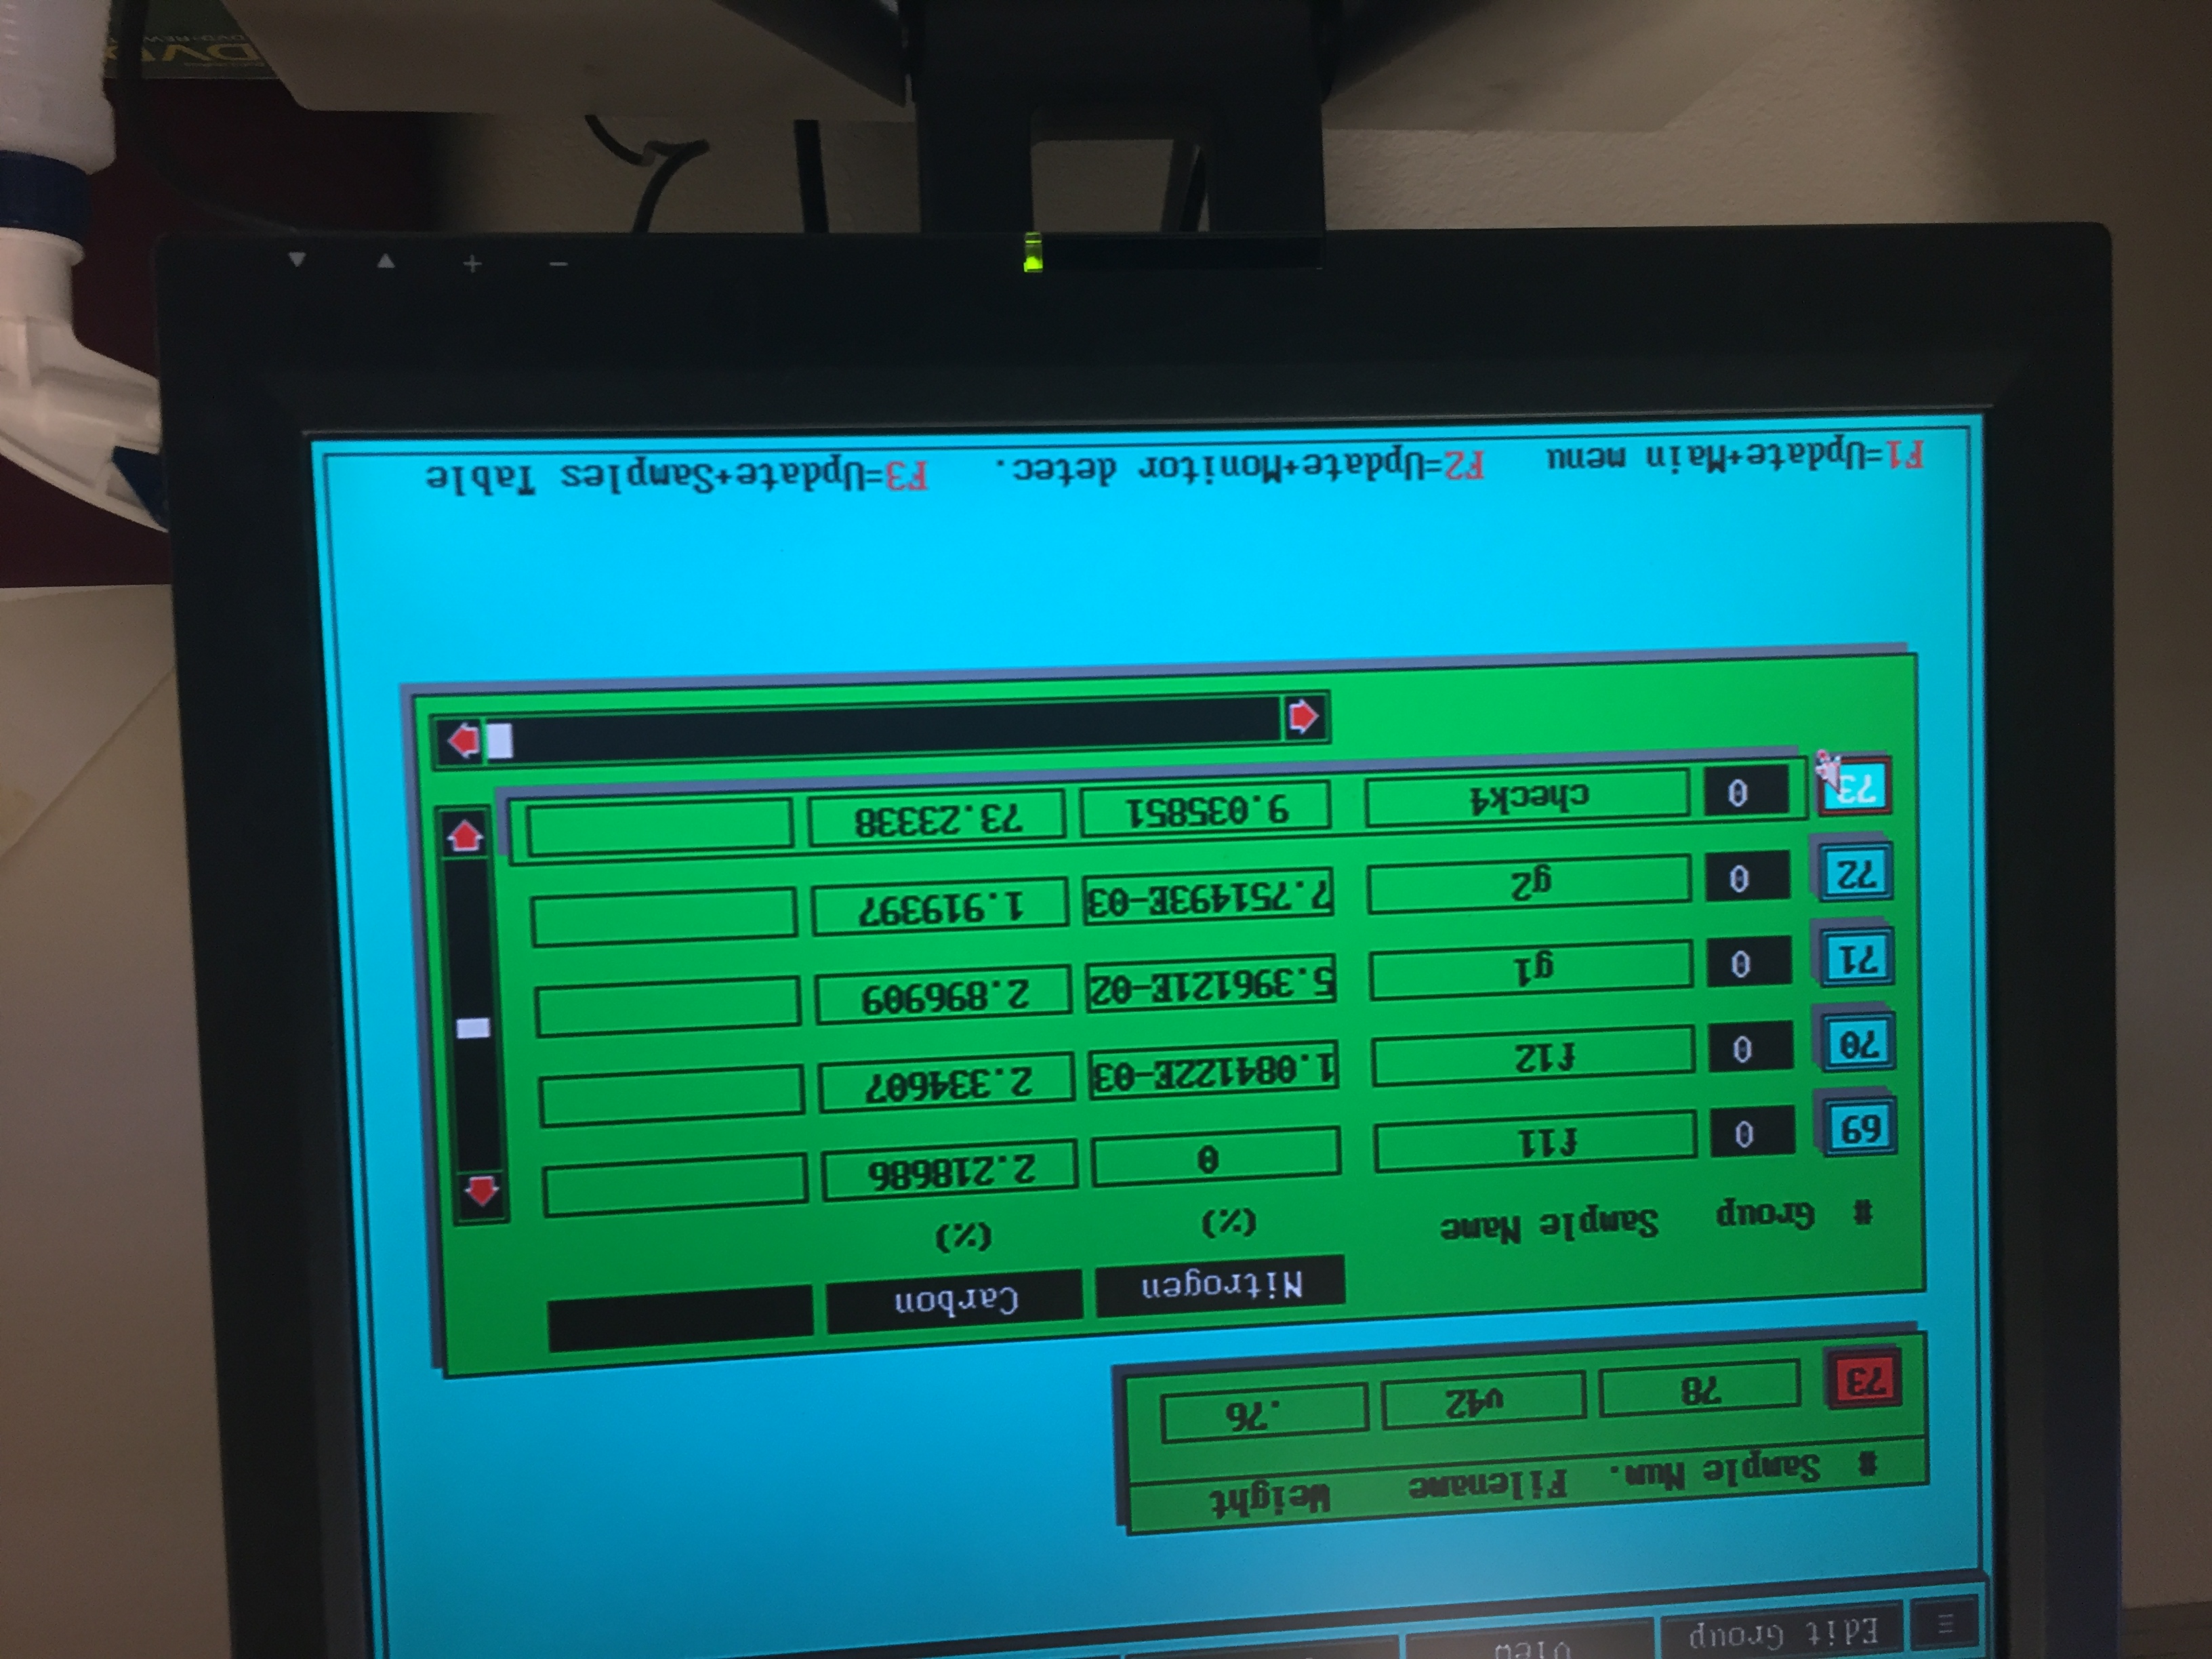 Edit Group View
# Sample Num. Filename Weight
73 78 v42 .76
Nitrogen Carbon
# Group Sample Name (%) (%)
69 0 f11 0 2.218686
70 0 f12 1.084122E-03 2.334607
71 0 g1 5.396121E-02 2.896909
72 0 g2 7.751493E-03 1.919397
73 0 check4 9.035851 73.23338
F1=Update+Main menu F2=Update+Monitor detec. F3=Update+Samples Table
- + ▼ ▲